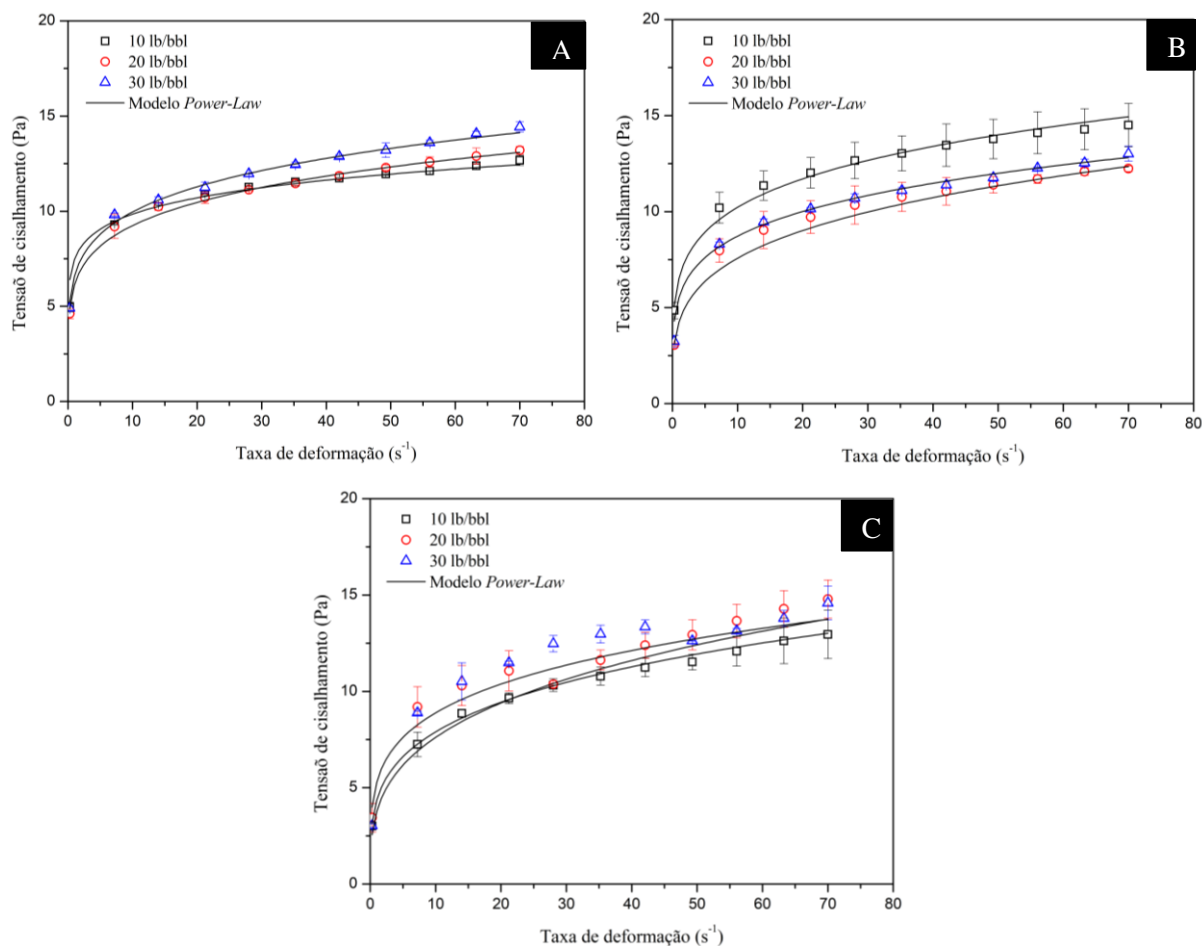 A
10 lb/bbl
20 lb/bbl
30 lb/bbl
Modelo Power-Law
Tensaõ de cisalhamento (Pa)
20
15
10
5
0
0 10 20 30 40 50 60 70 80
Taxa de deformação (s⁻¹)
B
10 lb/bbl
20 lb/bbl
30 lb/bbl
Modelo Power-Law
Tensaõ de cisalhamento (Pa)
20
15
10
5
0
0 10 20 30 40 50 60 70 80
Taxa de deformação (s⁻¹)
C
10 lb/bbl
20 lb/bbl
30 lb/bbl
Modelo Power-Law
Tensaõ de cisalhamento (Pa)
20
15
10
5
0
0 10 20 30 40 50 60 70 80
Taxa de deformação (s⁻¹)